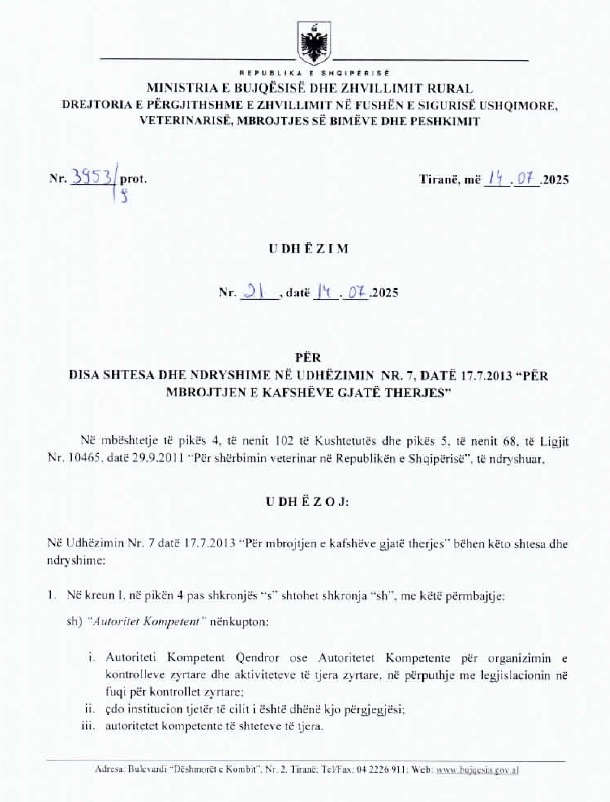 REPUBLIKA E SHQIPËRISË
MINISTRIA E BUJQËSISË DHE ZHVILLIMIT RURAL
DREJTORIA E PËRGJITHSHME E ZHVILLIMIT NË FUSHËN E SIGURISË USHQIMORE,
VETERINARISË, MBROJTJES SË BIMËVE DHE PESHKIMIT
Nr. 3953/9 prot. Tiranë, më 14.07.2025
U D H Ë Z I M
Nr. 21, datë 14.07.2025
PËR
DISA SHTESA DHE NDRYSHIME NË UDHËZIMIN NR. 7, DATË 17.7.2013 “PËR
MBROJTJEN E KAFSHËVE GJATË THERJES”
Në mbështetje të pikës 4, të nenit 102 të Kushtetutës dhe pikës 5, të nenit 68, të Ligjit
Nr. 10465, datë 29.9.2011 “Për shërbimin veterinar në Republikën e Shqipërisë”, të ndryshuar,
U D H Ë Z O J:
Në Udhëzimin Nr. 7 datë 17.7.2013 “Për mbrojtjen e kafshëve gjatë therjes” bëhen këto shtesa dhe
ndryshime:
1. Në kreun I, në pikën 4 pas shkronjës “s” shtohet shkronja “sh”, me këtë përmbajtje:
sh) "Autoritet Kompetent" nënkupton:
i. Autoriteti Kompetent Qendror ose Autoritetet Kompetente për organizimin e
kontrolleve zyrtare dhe aktiviteteve të tjera zyrtare, në përputhje me legjislacionin në
fuqi për kontrollet zyrtare;
ii. çdo institucion tjetër të cilit i është dhënë kjo përgjegjësi;
iii. autoritetet kompetente të shteteve të tjera.
Adresa: Bulevardi “Dëshmorët e Kombit”, Nr. 2, Tiranë; Tel/Fax: 04 2226 911; Web: www.bujqesia.gov.al